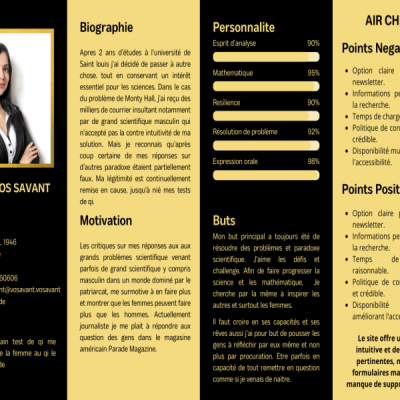 OS SAVANT
, 1946
60606
nt@vosavant.vosavant
de
ain test de qi me
e la femme au qi le
de
Biographie
Apres 2 ans d'études à l'université de
Saint louis j'ai décidé de passer à autre
chose. tout en conservant un intérêt
essentiel pour les sciences. Dans le cas
du problème de Monty Hall, j'ai reçu des
milliers de courrier insultant notamment
par de grand scientifique masculin qui
n'accepté pas la contre intuitivité de ma
solution. Mais je reconnais qu'après
coup certaine de mes réponses sur
d'autres paradoxe étaient partiellement
faux. Ma légitimité est continuellement
remise en cause, jusqu'à nié mes tests
de qi.
Motivation
Les critiques sur mes réponses aux aux
grands problèmes scientifique venant
parfois de grand scientifique y compris
masculin dans un monde dominé par le
patriarcat, me surmotive à en faire plus
et montrer que les femmes peuvent faire
plus que les hommes. Actuellement
journaliste je me plait à répondre aux
question des gens dans le magasine
américain Parade Magazine.
Personnalite
Esprit d'analyse 90%
Mathematique 95%
Resilience 90%
Résolution de problème 92%
Expression orale 98%
Buts
Mon but principal a toujours été de
résoudre des problèmes et paradoxe
scientifique. J'aime les défis et
challenge. Afin de faire progresser la
science et les mathématique. Je
cherche par la même à inspirer les
autres et surtout les femmes.
Il faut croire en ses capacités et ses
rêves aussi j'ai pour but de pousser les
gens à réfléchir par eux même et non
plus par procuration. Etre parfois en
capacité de tout remettre en question
comme si je venais de naitre.
AIR CH
Points Nega
Option claire
newsletter.
Informations pe
la recherche.
Temps de charg
Politique de con
crédible.
Disponibilité mu
l'accessibilité.
Points Posit
Option claire p
newsletter.
Informations pe
la recherche.
Temps de
raisonnable.
Politique de co
et crédible.
Disponibilité
améliorant l'acce
Le site offre u
intuitive et de
pertinentes, n
formulaires ma
manque de suppo